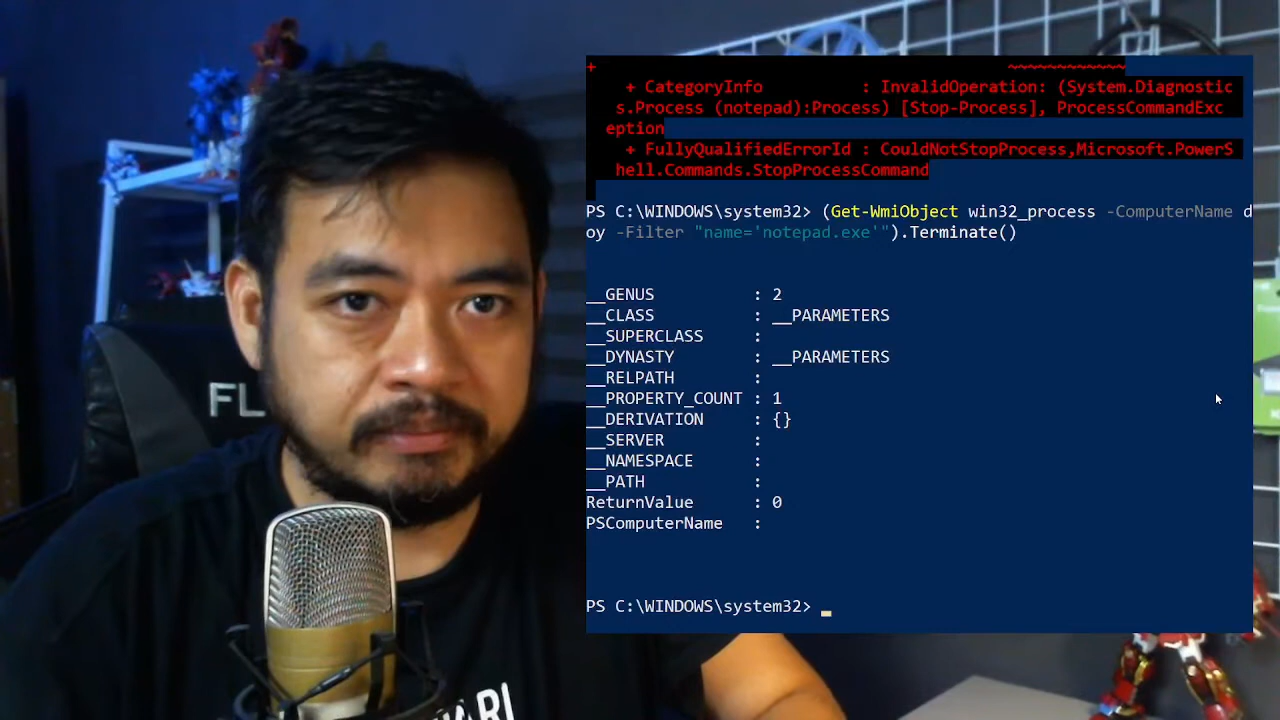 + ~~~~~~~~~~~~
+ CategoryInfo : InvalidOperation: (System.Diagnostic
s.Process (notepad):Process) [Stop-Process], ProcessCommandExc
eption
+ FullyQualifiedErrorId : CouldNotStopProcess,Microsoft.PowerS
hell.Commands.StopProcessCommand
PS C:\WINDOWS\system32> (Get-WmiObject win32_process -ComputerName d
oy -Filter "name='notepad.exe'").Terminate()
__GENUS : 2
__CLASS : __PARAMETERS
__SUPERCLASS :
__DYNASTY : __PARAMETERS
__RELPATH :
__PROPERTY_COUNT : 1
__DERIVATION : {}
__SERVER :
__NAMESPACE :
__PATH :
ReturnValue : 0
PSComputerName :
PS C:\WINDOWS\system32>
FL